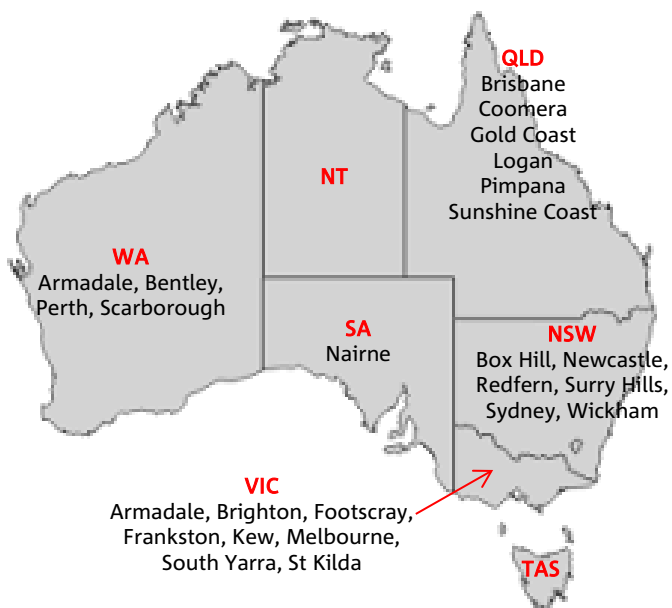 QLD
Brisbane
Coomera
Gold Coast
Logan
Pimpana
Sunshine Coast
NT
WA
Armadale, Bentley,
Perth, Scarborough
SA
Nairne
NSW
Box Hill, Newcastle,
Redfern, Surry Hills,
Sydney, Wickham
VIC
Armadale, Brighton, Footscray,
Frankston, Kew, Melbourne,
South Yarra, St Kilda
TAS